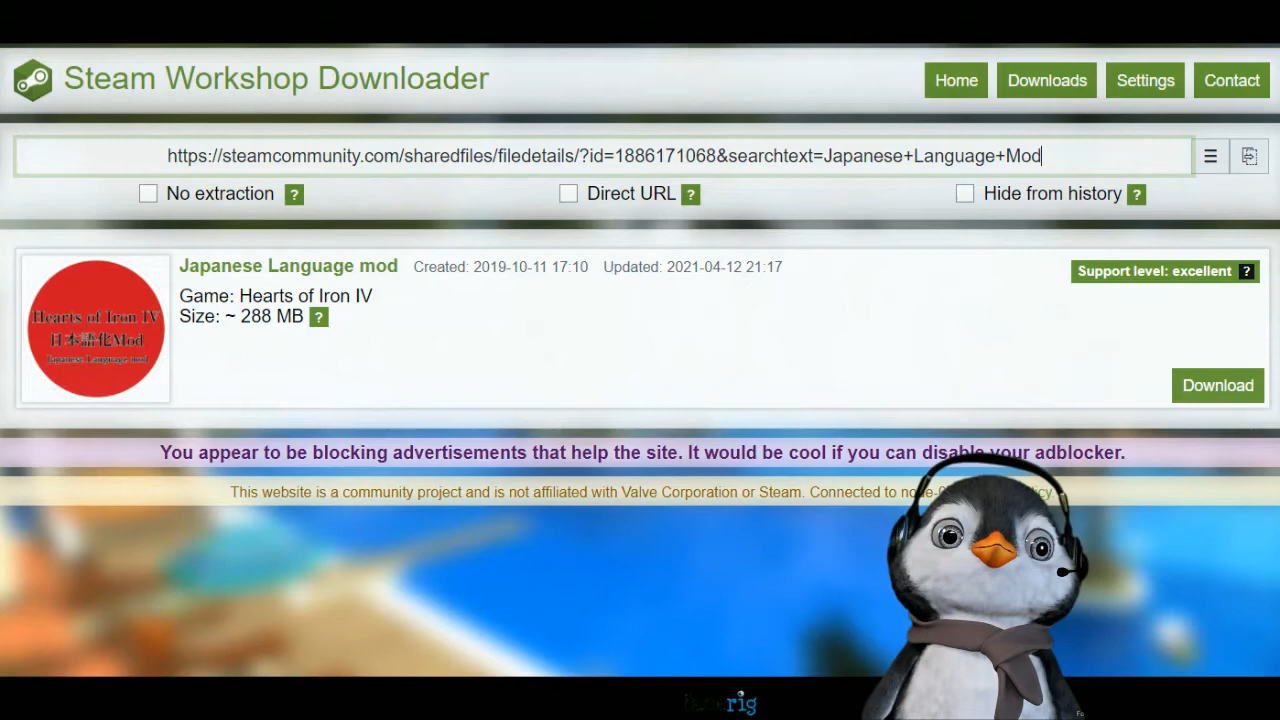 Steam Workshop Downloader
Home
Downloads
Settings
Contact
https://steamcommunity.com/sharedfiles/filedetails/?id=1886171068&searchtext=Japanese+Language+Mod
No extraction ?
Direct URL ?
Hide from history ?
Japanese Language mod Created: 2019-10-11 17:10 Updated: 2021-04-12 21:17
Support level: excellent ?
Game: Hearts of Iron IV
Size: ~ 288 MB ?
Hearts of Iron IV
日本語化Mod
Japanese Language mod
Download
You appear to be blocking advertisements that help the site. It would be cool if you can disable your adblocker.
This website is a community project and is not affiliated with Valve Corporation or Steam. Connected to
facerig